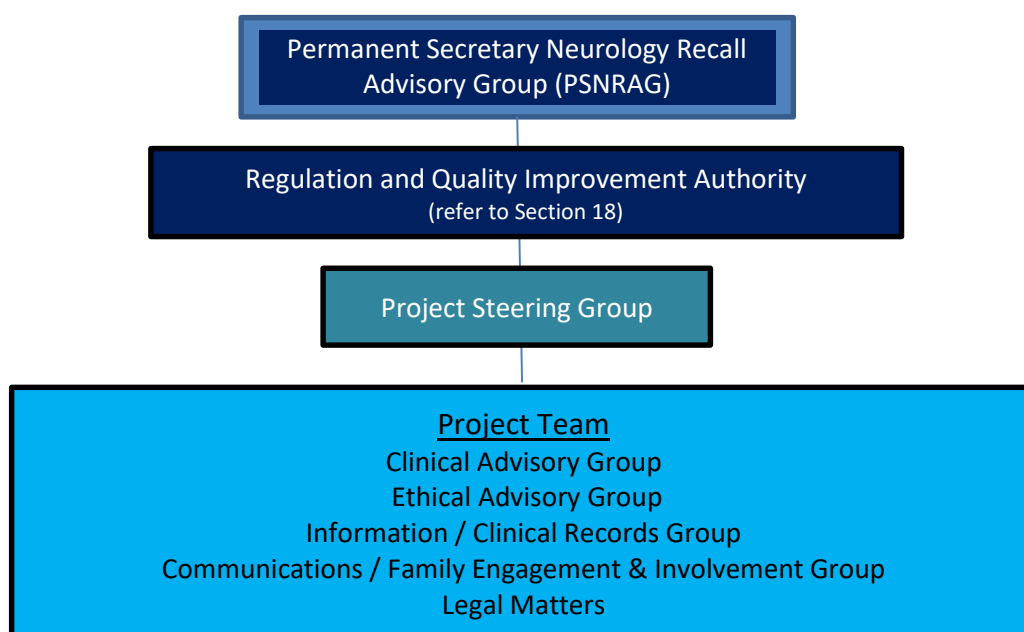 Permanent Secretary Neurology Recall
Advisory Group (PSNRAG)
Regulation and Quality Improvement Authority
(refer to Section 18)
Project Steering Group
Project Team
Clinical Advisory Group
Ethical Advisory Group
Information / Clinical Records Group
Communications / Family Engagement & Involvement Group
Legal Matters